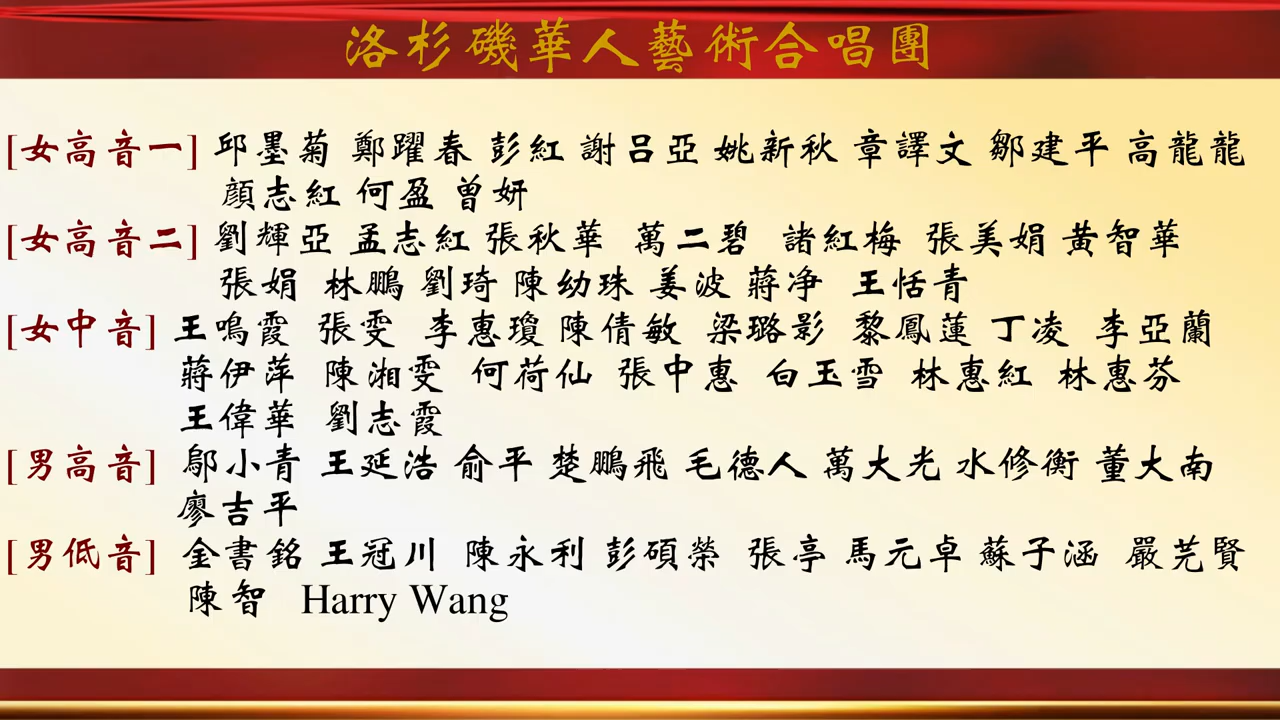 洛杉磯華人藝術合唱團
[女高音一] 邱墨菊 鄭躍春 彭紅 謝呂亞 姚新秋 章譯文 鄒建平 高龍龍
顔志紅 何盈 曾妍
[女高音二] 劉輝亞 孟志紅 張秋華 萬二碧 諸紅梅 張美娟 黃智華
張娟 林鵬 劉琦 陳幼珠 姜波 蔣净 王恬青
[女中音] 王鳴霞 張雯 李惠瓊 陳倩敏 梁璐影 黎鳳蓮 丁凌 李亞蘭
蔣伊萍 陳湘雯 何荷仙 張中惠 白玉雪 林惠紅 林惠芬
王偉華 劉志霞
[男高音] 鄔小青 王延浩 俞平 楚鵬飛 毛德人 萬大光 水修衡 董大南
廖吉平
[男低音] 金書銘 王冠川 陳永利 彭碩榮 張亭 馬元卓 蘇子涵 嚴芫賢
陳智 Harry Wang